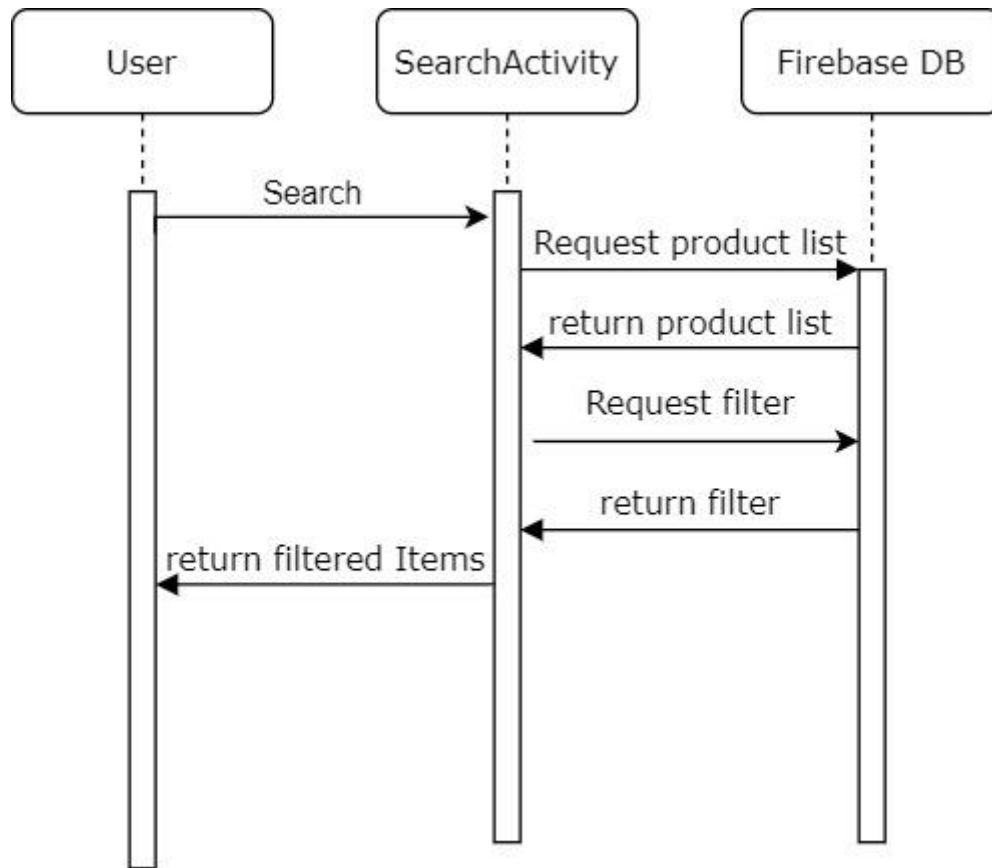 User
SearchActivity
Firebase DB
Search
Request product list
return product list
Request filter
return filter
return filtered Items